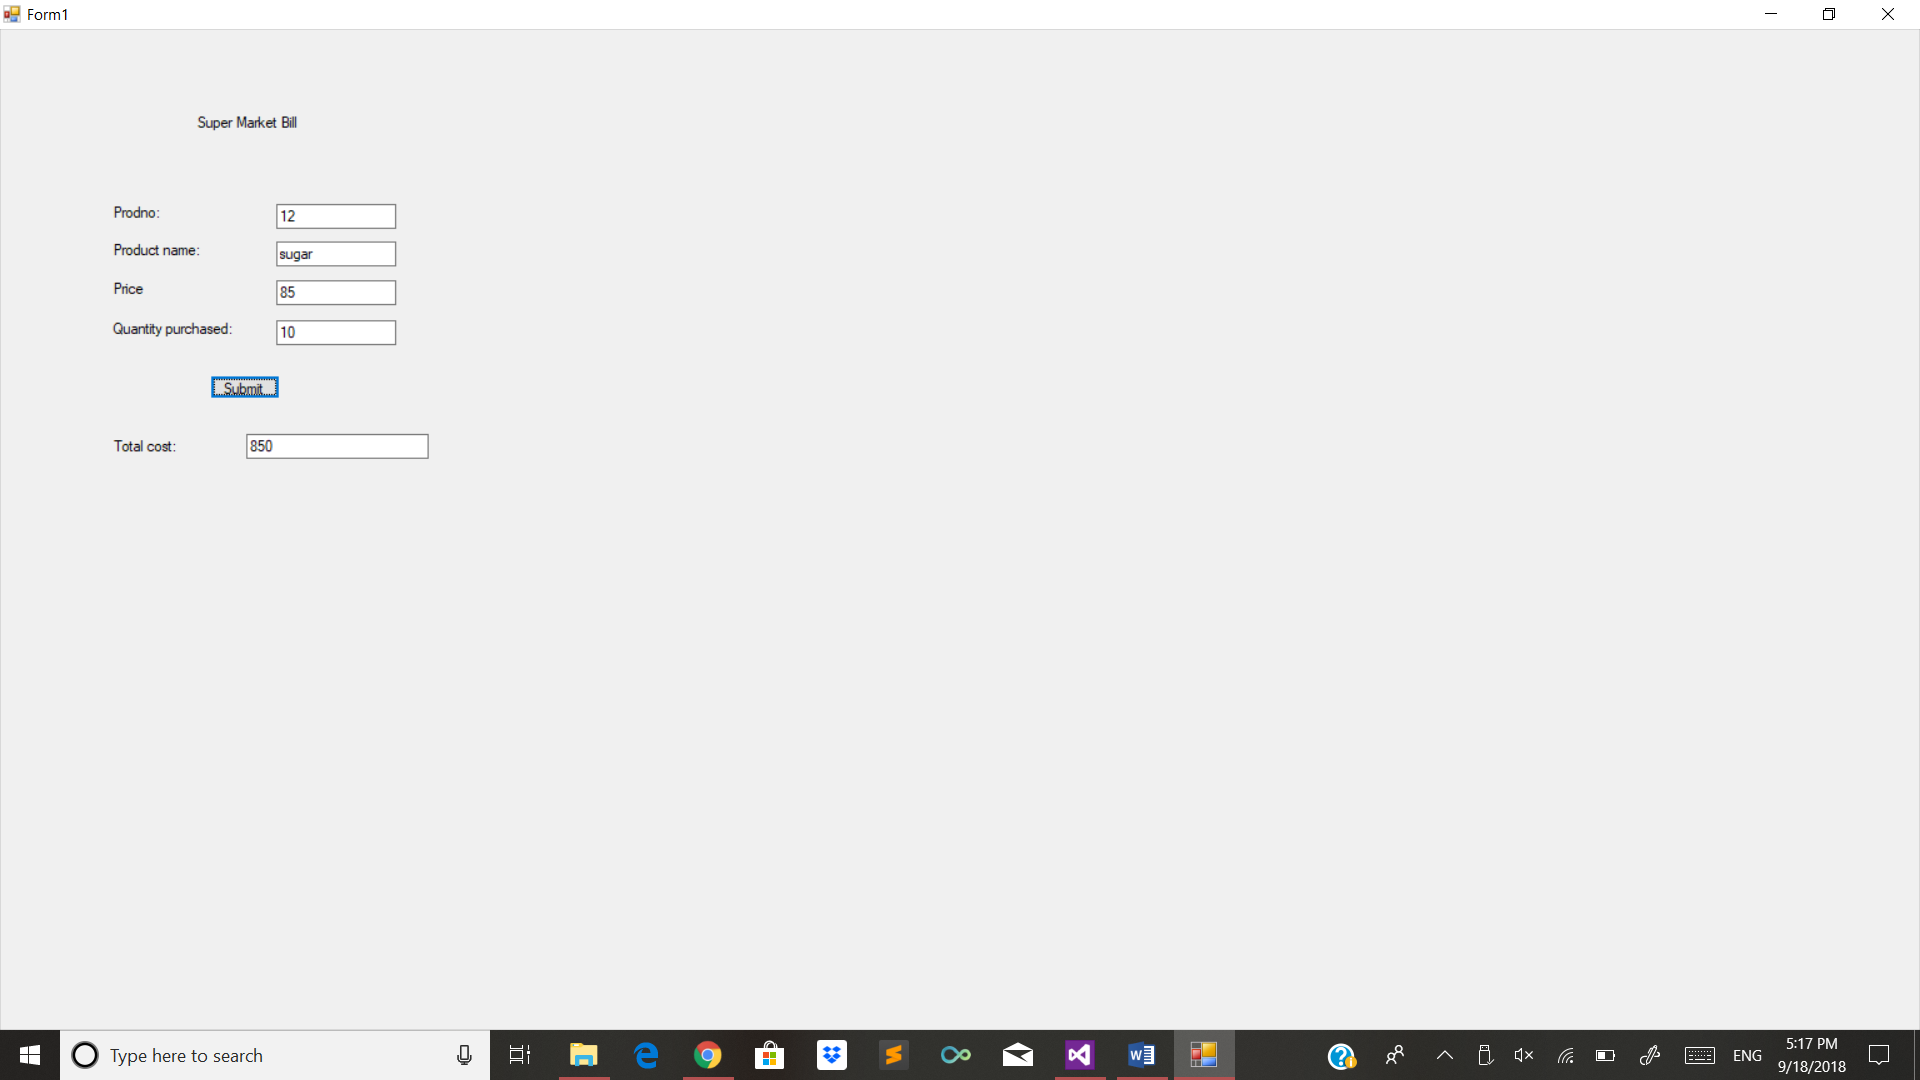 Form1
Super Market Bill
Prodno: 12
Product name: sugar
Price 85
Quantity purchased: 10
Submit
Total cost: 850
Type here to search
ENG
5:17 PM
9/18/2018